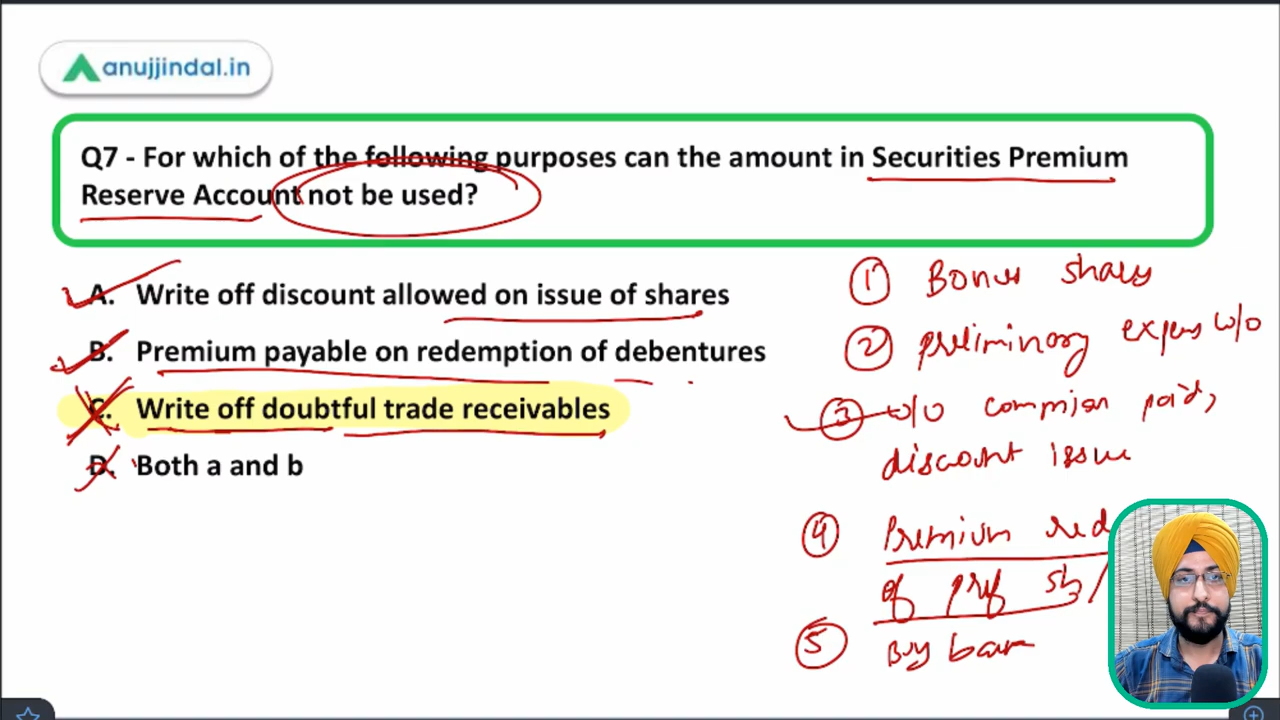 anujjindal.in
Q7 - For which of the following purposes can the amount in Securities Premium
Reserve Account not be used?
A. Write off discount allowed on issue of shares
B. Premium payable on redemption of debentures
C. Write off doubtful trade receivables
D. Both a and b
① Bonus shares
② preliminary expens w/o
③ w/o commission paid,
discount issue
④ Premium red
of pref sh/
⑤ Buy back